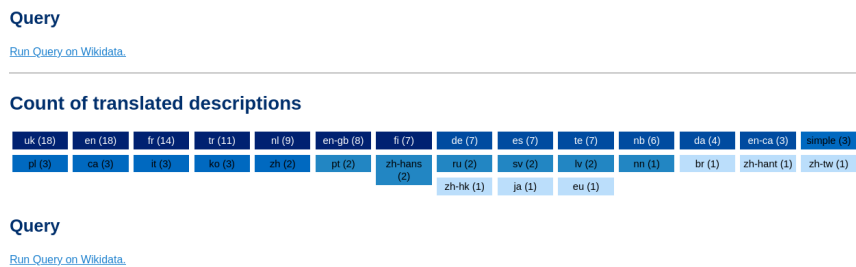 Query
Run Query on Wikidata.
Count of translated descriptions
uk (18) en (18) fr (14) tr (11) nl (9) en-gb (8) fi (7) de (7) es (7) te (7) nb (6) da (4) en-ca (3) simple (3)
pl (3) ca (3) it (3) ko (3) zh (2) pt (2) zh-hans (2) ru (2) sv (2) lv (2) nn (1) br (1) zh-hant (1) zh-tw (1)
zh-hk (1) ja (1) eu (1)
Query
Run Query on Wikidata.